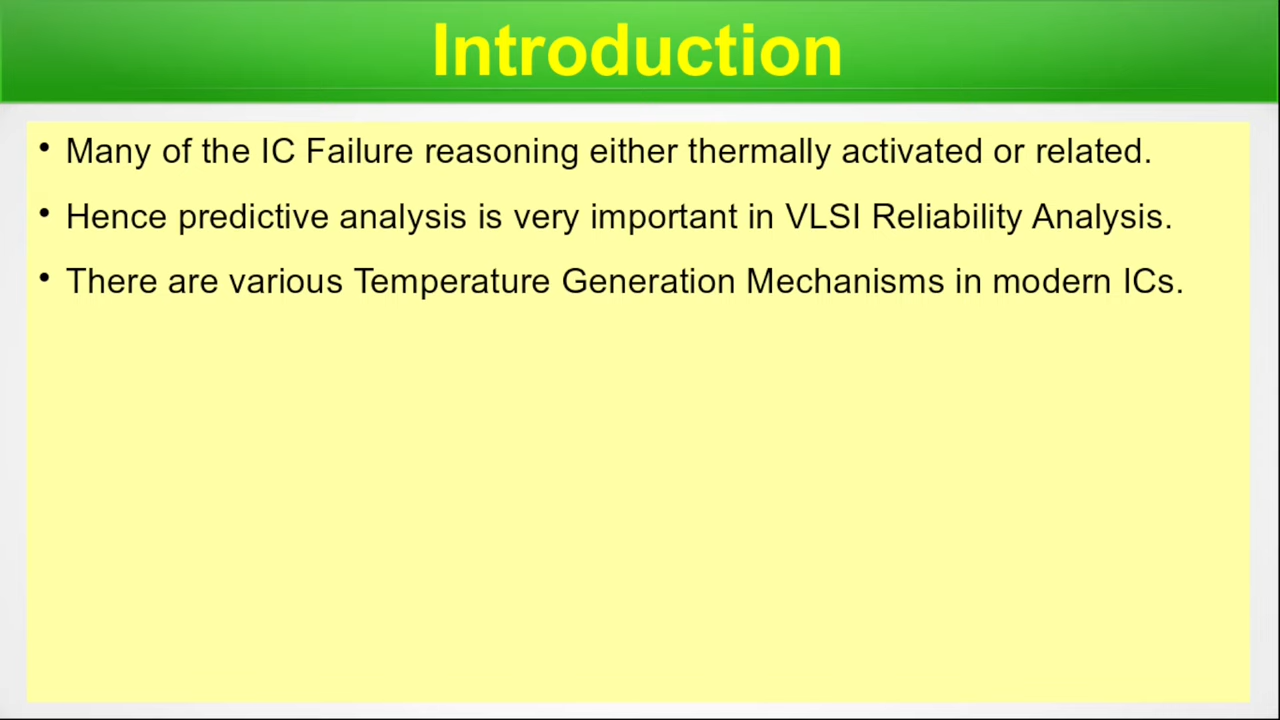 Introduction
• Many of the IC Failure reasoning either thermally activated or related.
• Hence predictive analysis is very important in VLSI Reliability Analysis.
• There are various Temperature Generation Mechanisms in modern ICs.